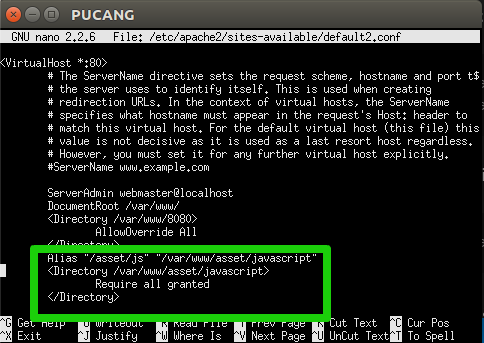 PUCANG
GNU nano 2.2.6 File: /etc/apache2/sites-available/default2.conf
<VirtualHost *:80>
# The ServerName directive sets the request scheme, hostname and port t$
# the server uses to identify itself. This is used when creating
# redirection URLs. In the context of virtual hosts, the ServerName
# specifies what hostname must appear in the request's Host: header to
# match this virtual host. For the default virtual host (this file) this
# value is not decisive as it is used as a last resort host regardless.
# However, you must set it for any further virtual host explicitly.
#ServerName www.example.com
ServerAdmin webmaster@localhost
DocumentRoot /var/www/
<Directory /var/www/8080>
AllowOverride All
</Directory>
Alias "/asset/js" "/var/www/asset/javascript"
<Directory /var/www/asset/javascript>
Require all granted
</Directory>
^G Get Help ^O WriteOut ^R Read File ^Y Prev Page ^K Cut Text ^C Cur Pos
^X Exit ^J Justify ^W Where Is ^V Next Page ^U UnCut Text ^T To Spell